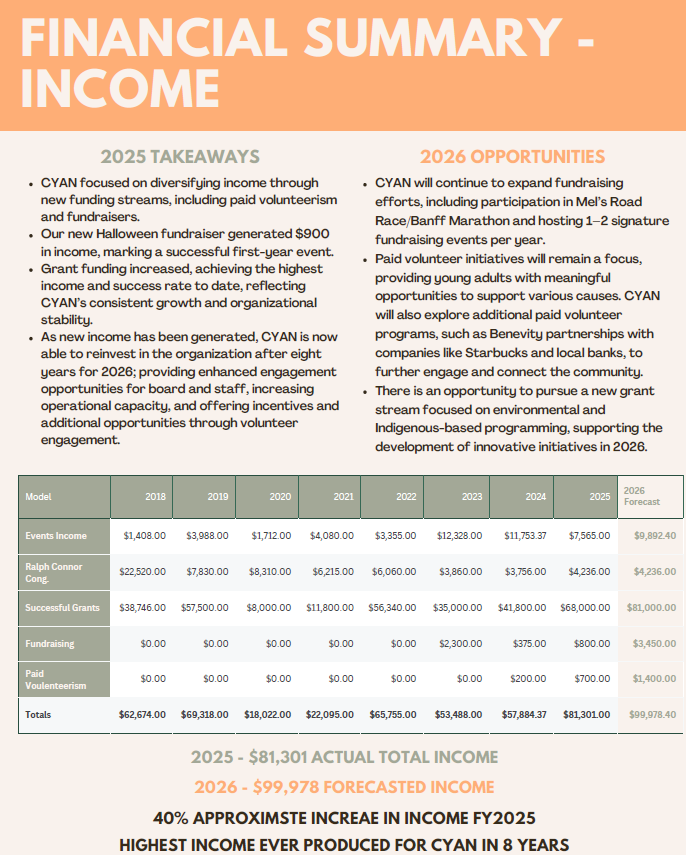 FINANCIAL SUMMARY -
INCOME
2025 TAKEAWAYS
• CYAN focused on diversifying income through
new funding streams, including paid volunteerism
and fundraisers.
• Our new Halloween fundraiser generated $900
in income, marking a successful first-year event.
• Grant funding increased, achieving the highest
income and success rate to date, reflecting
CYAN's consistent growth and organizational
stability.
• As new income has been generated, CYAN is now
able to reinvest in the organization after eight
years for 2026; providing enhanced engagement
opportunities for board and staff, increasing
operational capacity, and offering incentives and
additional opportunities through volunteer
engagement.
2026 OPPORTUNITIES
• CYAN will continue to expand fundraising
efforts, including participation in Mel's Road
Race/Banff Marathon and hosting 1–2 signature
fundraising events per year.
• Paid volunteer initiatives will remain a focus,
providing young adults with meaningful
opportunities to support various causes. CYAN
will also explore additional paid volunteer
programs, such as Benevity partnerships with
companies like Starbucks and local banks, to
further engage and connect the community.
• There is an opportunity to pursue a new grant
stream focused on environmental and
Indigenous-based programming, supporting the
development of innovative initiatives in 2026.
Model 2018 2019 2020 2021 2022 2023 2024 2025 2026
Forecast
Events Income $1,408.00 $3,988.00 $1,712.00 $4,080.00 $3,355.00 $12,328.00 $11,753.37 $7,565.00 $9,892.40
Ralph Connor
Cong. $22,520.00 $7,830.00 $8,310.00 $6,215.00 $6,060.00 $3,860.00 $3,756.00 $4,236.00 $4,236.00
Successful Grants $38,746.00 $57,500.00 $8,000.00 $11,800.00 $56,340.00 $35,000.00 $41,800.00 $68,000.00 $81,000.00
Fundraising $0.00 $0.00 $0.00 $0.00 $0.00 $2,300.00 $375.00 $800.00 $3,450.00
Paid
Voulenteerism $0.00 $0.00 $0.00 $0.00 $0.00 $0.00 $200.00 $700.00 $1,400.00
Totals $62,674.00 $69,318.00 $18,022.00 $22,095.00 $65,755.00 $53,488.00 $57,884.37 $81,301.00 $99,978.40
2025 - $81,301 ACTUAL TOTAL INCOME
2026 - $99,978 FORECASTED INCOME
40% APPROXIMSTE INCREAE IN INCOME FY2025
HIGHEST INCOME EVER PRODUCED FOR CYAN IN 8 YEARS